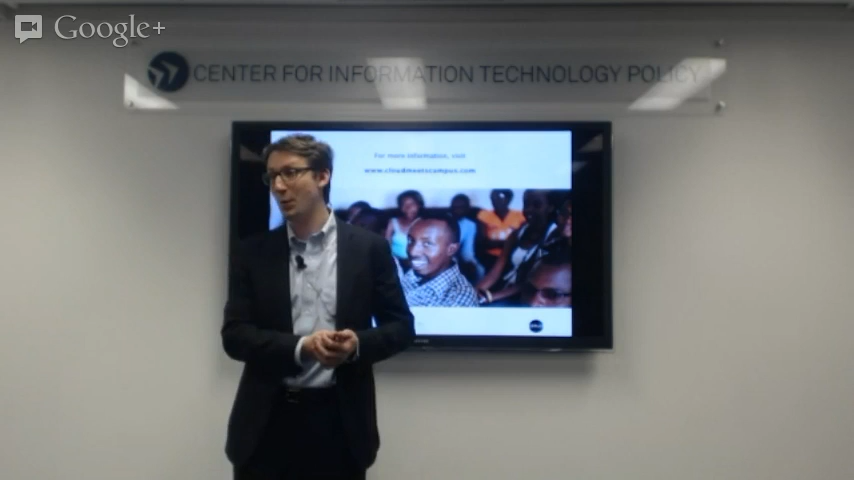 Google+
CENTER FOR INFORMATION TECHNOLOGY POLICY
For more information, visit
www.cloudmeetscampus.com